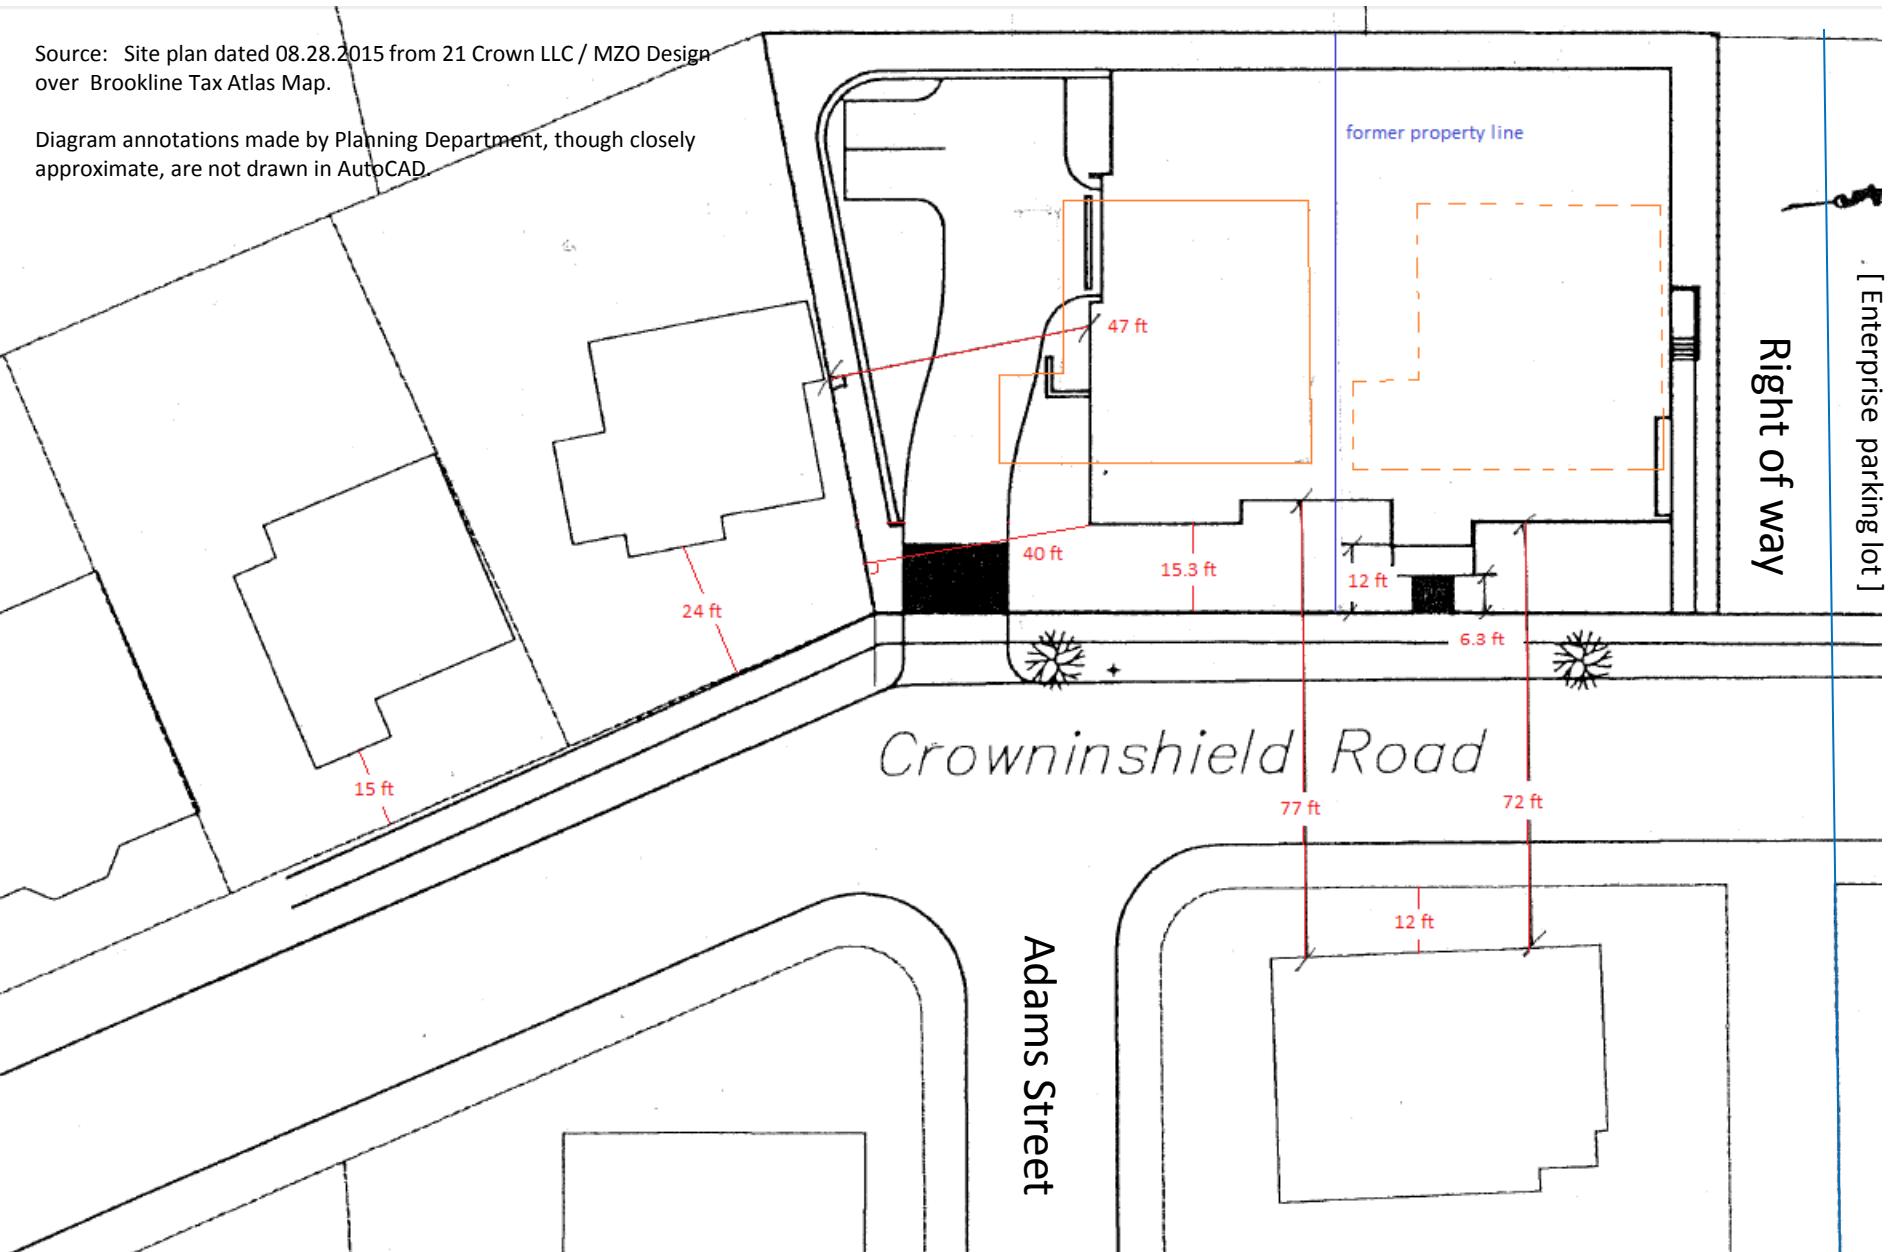 Source: Site plan dated 08.28.2015 from 21 Crown LLC / MZO Design
over Brookline Tax Atlas Map.
Diagram annotations made by Planning Department, though closely
approximate, are not drawn in AutoCAD.
former property line
[ Enterprise parking lot ]
Right of way
47 ft
40 ft
15.3 ft
12 ft
24 ft
6.3 ft
Crowninshield Road
15 ft
77 ft
72 ft
12 ft
Adams Street